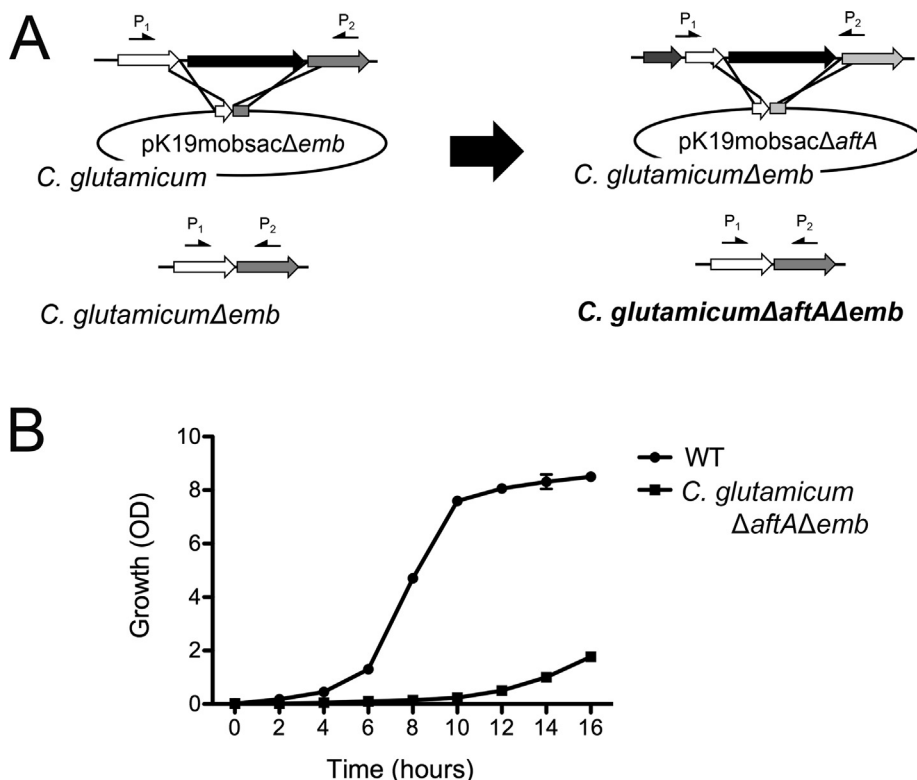 A
P1 P2
pK19mobsacΔemb
C. glutamicum
P1 P2
C. glutamicumΔemb
P1 P2
pK19mobsacΔaftA
C. glutamicumΔemb
P1 P2
C. glutamicumΔaftAΔemb
B
Growth (OD)
10
8
6
4
2
0
0 2 4 6 8 10 12 14 16
Time (hours)
WT
C. glutamicum
ΔaftAΔemb